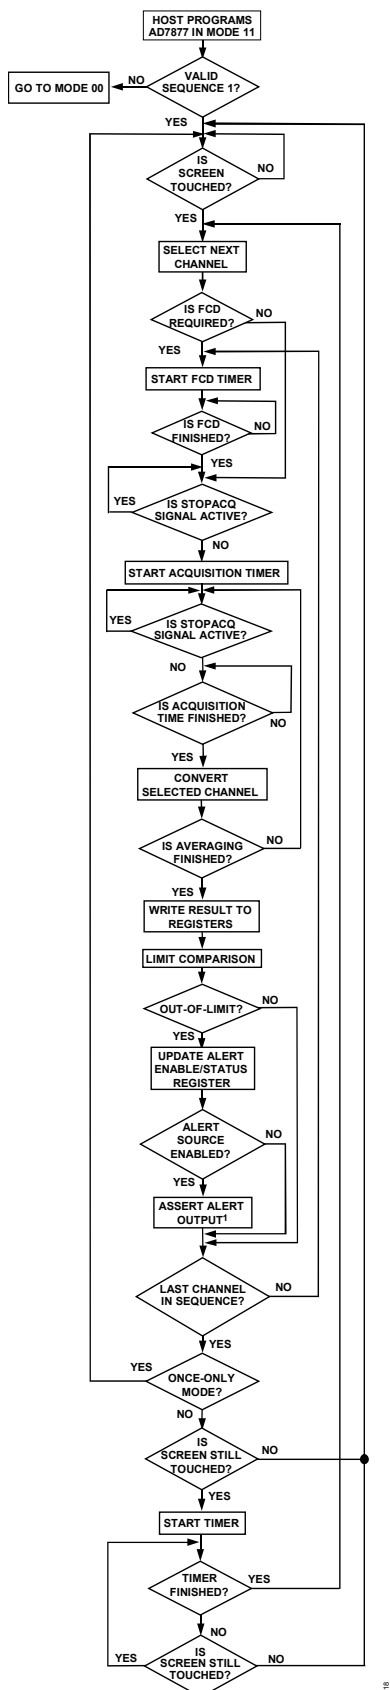 HOST PROGRAMS
AD7877 IN MODE 11
GO TO MODE 00
NO
VALID
SEQUENCE 1?
YES
IS
SCREEN
TOUCHED?
NO
YES
SELECT NEXT
CHANNEL
IS FCD
REQUIRED?
NO
YES
START FCD TIMER
IS FCD
FINISHED?
NO
YES
YES
IS STOPACQ
SIGNAL ACTIVE?
NO
START ACQUISITION TIMER
YES
IS STOPACQ
SIGNAL ACTIVE?
NO
IS ACQUISITION
TIME FINISHED?
NO
YES
CONVERT
SELECTED CHANNEL
IS AVERAGING
FINISHED?
NO
YES
WRITE RESULT TO
REGISTERS
LIMIT COMPARISON
OUT-OF-LIMIT?
NO
YES
UPDATE ALERT
ENABLE/STATUS
REGISTER
ALERT
SOURCE
ENABLED?
NO
YES
ASSERT ALERT
OUTPUT¹
LAST CHANNEL
IN SEQUENCE?
NO
YES
YES
ONCE-ONLY
MODE?
NO
IS
SCREEN STILL
TOUCHED?
NO
YES
START TIMER
TIMER
FINISHED?
YES
NO
YES
IS
SCREEN STILL
TOUCHED?
NO
18